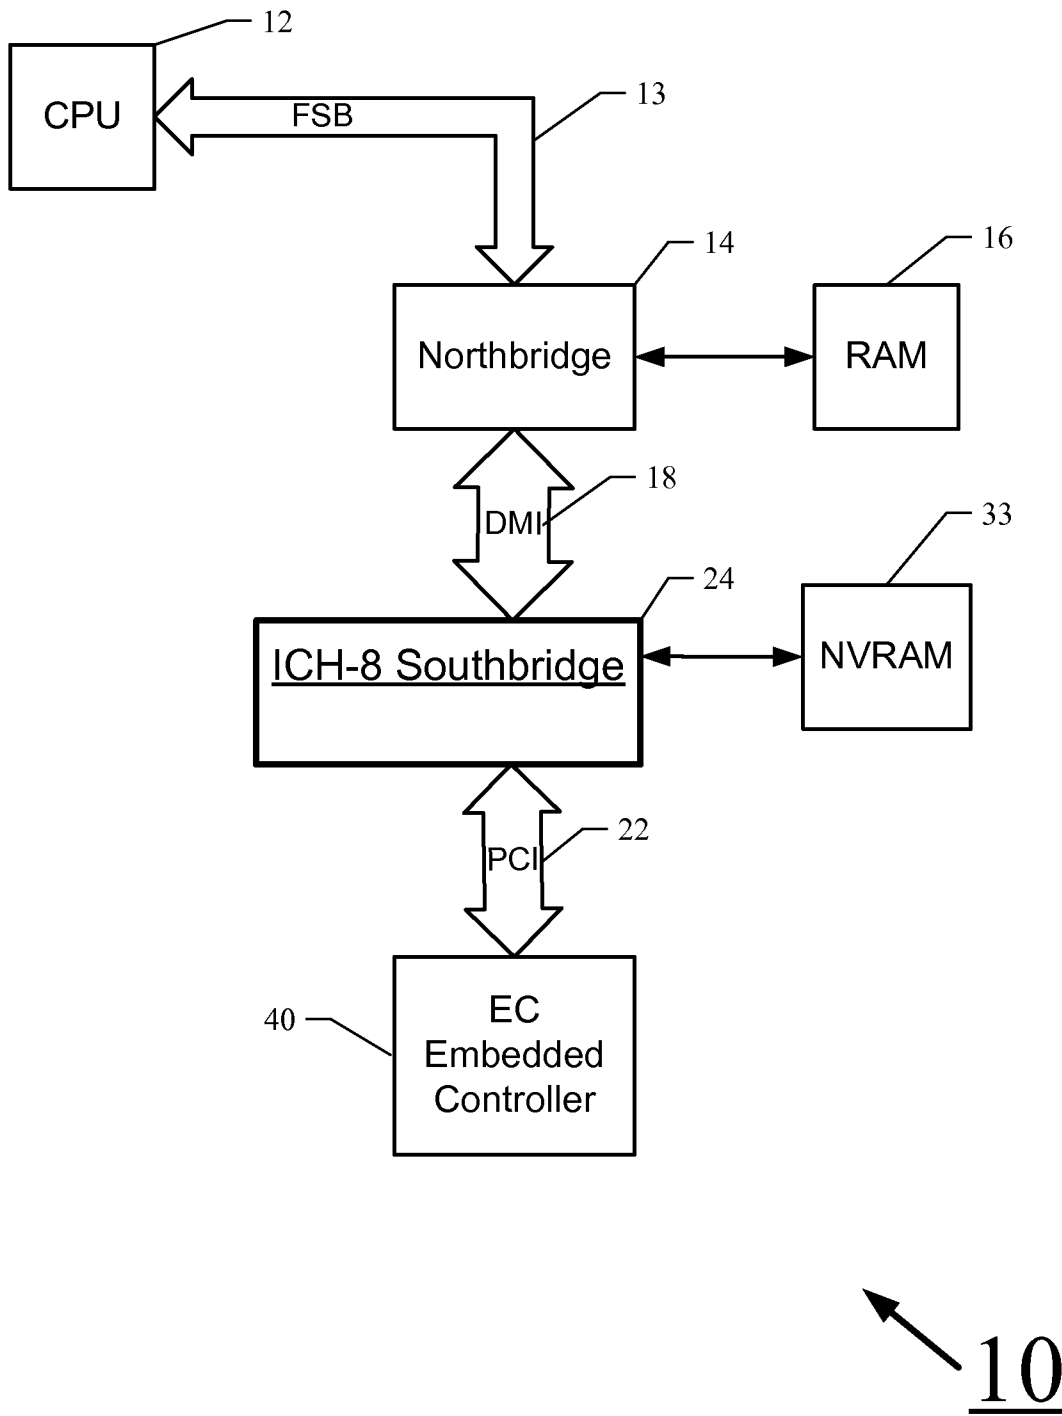 12
CPU
FSB
13
14
16
Northbridge
RAM
18
DMI
33
24
ICH-8 Southbridge
NVRAM
22
PCI
40
EC
Embedded
Controller
10